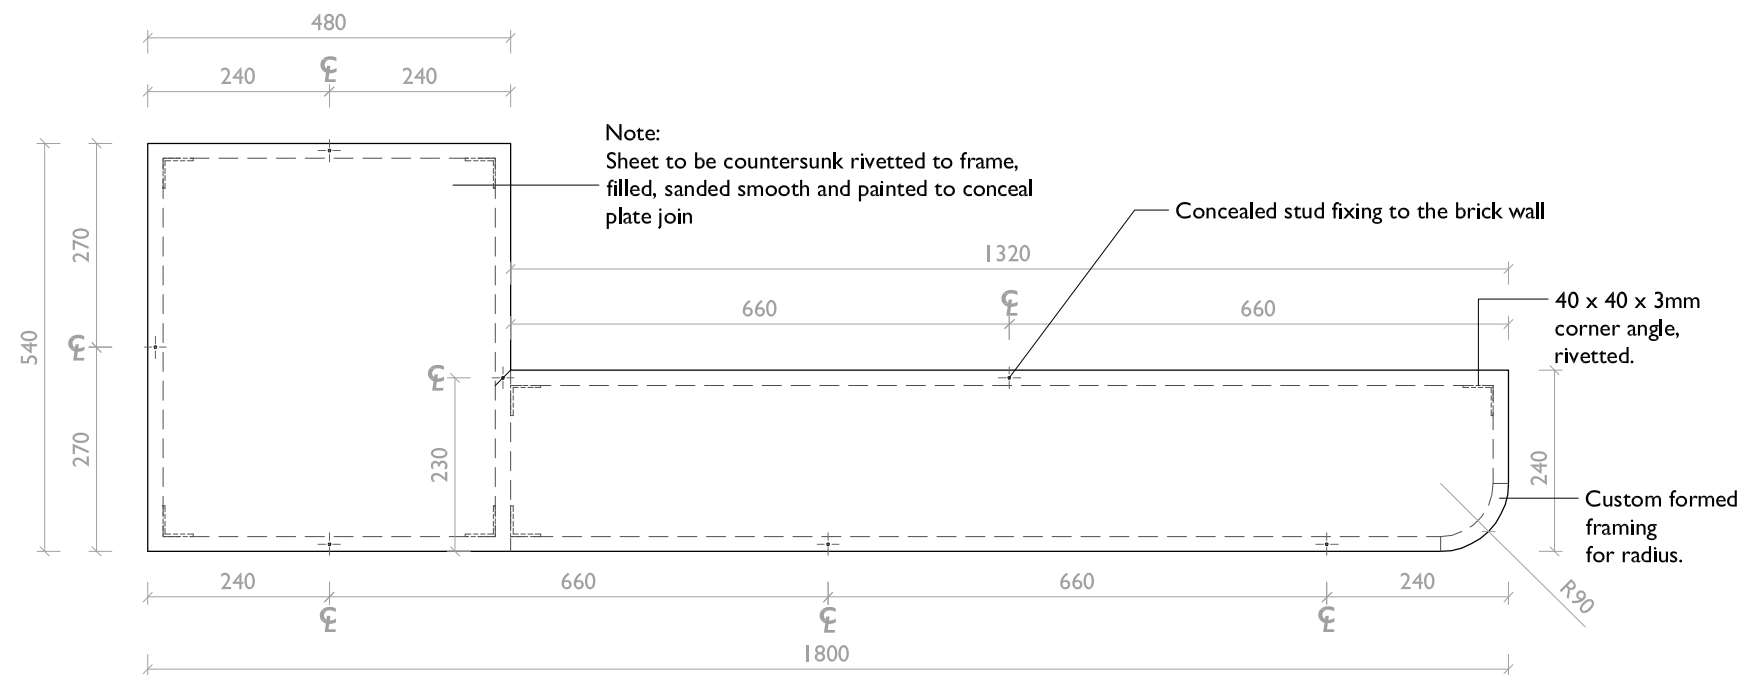 480
240
℄
240
Note:
Sheet to be countersunk rivetted to frame,
filled, sanded smooth and painted to conceal
plate join
Concealed stud fixing to the brick wall
1320
660
℄
660
40 x 40 x 3mm
corner angle,
rivetted.
540
270
℄
270
℄
230
240
Custom formed
framing
for radius.
R90
240
660
660
240
℄
℄
℄
1800